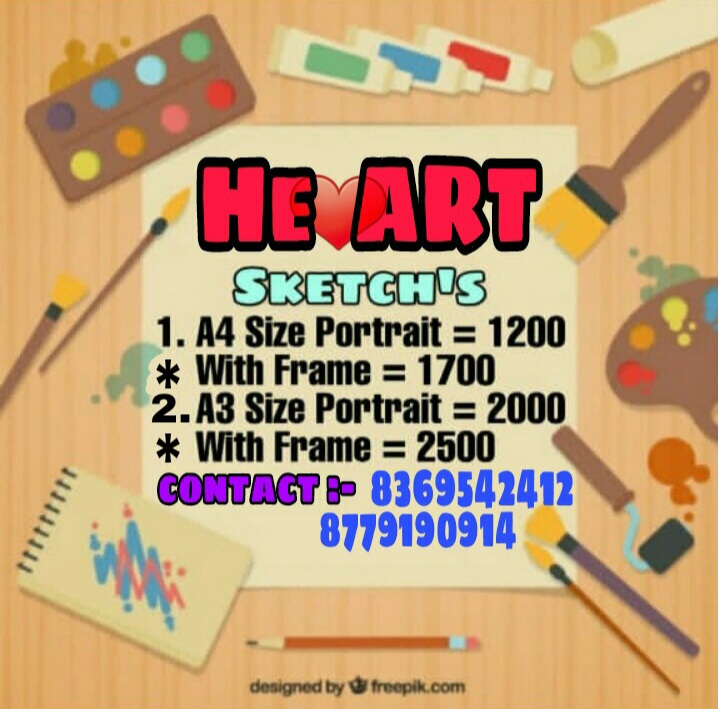 HE❤ART
SKETCH'S
1. A4 Size Portrait = 1200
* With Frame = 1700
2. A3 Size Portrait = 2000
* With Frame = 2500
CONTACT :- 8369542412
8779190914
designed by freepik.com